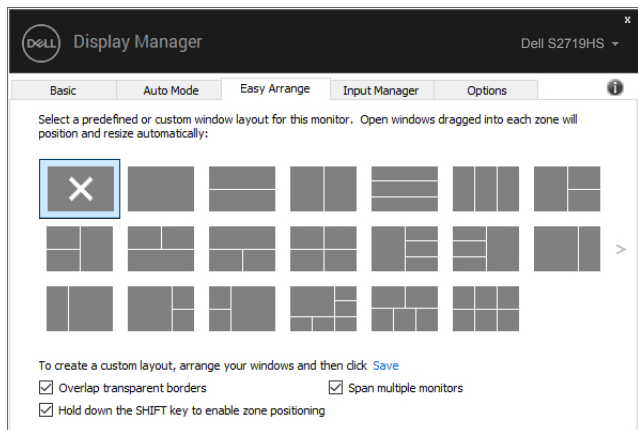 x
DELL Display Manager Dell S2719HS
Basic Auto Mode Easy Arrange Input Manager Options i
Select a predefined or custom window layout for this monitor. Open windows dragged into each zone will
position and resize automatically:
>
To create a custom layout, arrange your windows and then click Save
Overlap transparent borders Span multiple monitors
Hold down the SHIFT key to enable zone positioning